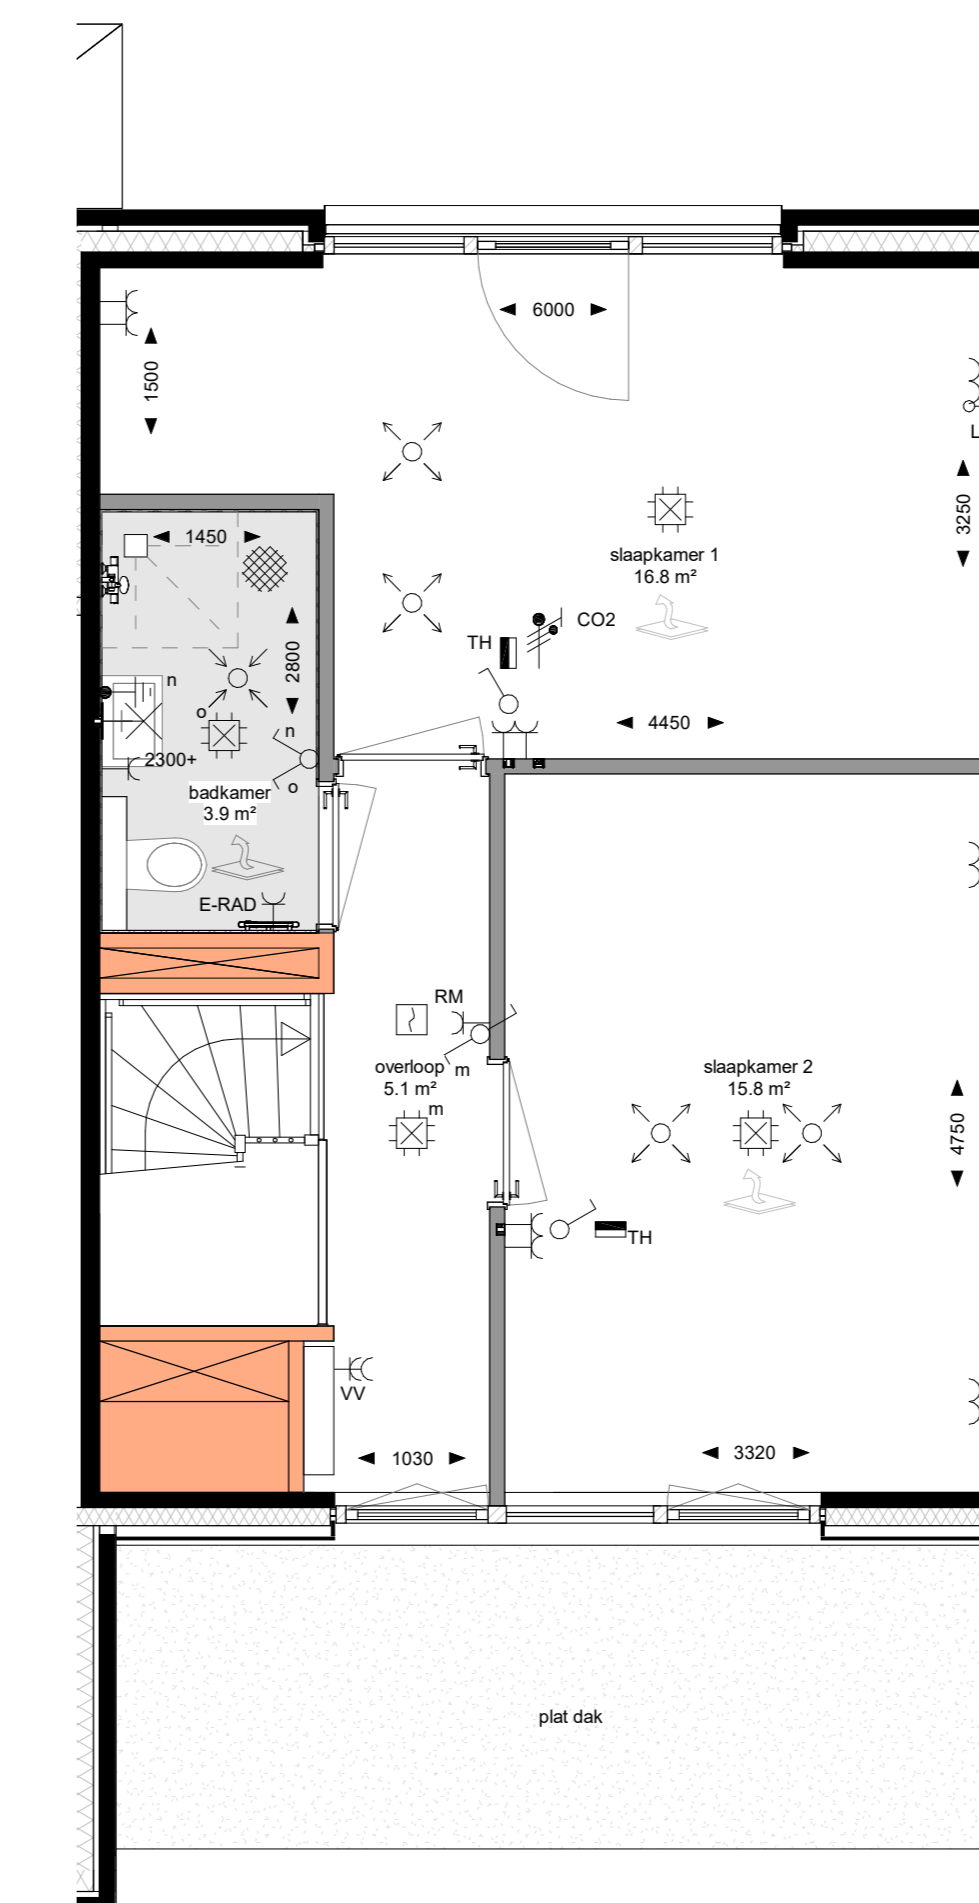 6000
1500
L
3250
1450
slaapkamer 1
16.8 m²
CO2
TH
2800
n
o
n
4450
2300+
o
badkamer
3.9 m²
E-RAD
RM
overloop
m
5.1 m²
m
slaapkamer 2
15.8 m²
4750
TH
VV
1030
3320
plat dak